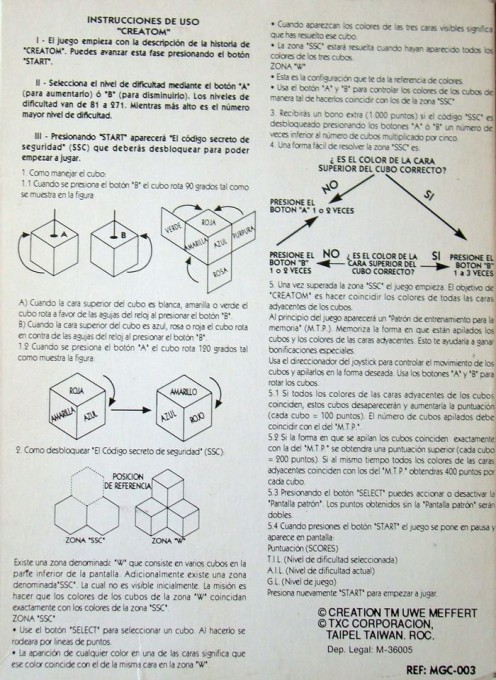 INSTRUCCIONES DE USO
"CREATOM"
I - El juego empieza con la descripción de la historia de
"CREATOM". Puedes avanzar esta fase presionando el botón
"START".
II - Selecciona el nivel de dificultad mediante el botón "A"
(para aumentarlo) ó "B" (para disminuirlo). Los niveles de
dificultad van de 81 a 271. Mientras más alto es el número
mayor nivel de dificultad.
III - Presionando "START" aparecerá "El código secreto de
seguridad" (SSC) que deberás desbloquear para poder
empezar a jugar.
1. Como manejar el cubo:
1.1 Cuando se presiona el botón "B" el cubo rota 90 grados tal como
se muestra en la figura
A
B
VERDE
ROJA
PURPURA
AMARILLA
AZUL
ROSA
A) Cuando la cara superior del cubo es blanca, amarilla o verde el
cubo rota a favor de las agujas del reloj al presionar el botón "B".
B) Cuando la cara superior del cubo es azul, rosa o roja el cubo rota
en contra de las agujas del reloj al presionar el botón "B".
1.2 Cuando se presiona el botón "A" el cubo rota 120 grados tal
como muestra la figura:
ROJA
AMARILLA
AZUL
AMARILLO
AZUL
ROJO
2. Como desbloquear "El Código secreto de seguridad" (SSC):
POSICION
DE REFERENCIA
ZONA "SSC"
ZONA "W"
Existe una zona denominada: "W" que consiste en varios cubos en la
parte inferior de la pantalla. Adicionalmente existe una zona
denominada"SSC". La cual no es visible inicialmente. La misión es
hacer que los colores de los cubos de la zona "W" coincidan
exactamente con los colores de la zona "SSC".
ZONA "SSC"
• Use el botón "SELECT" para seleccionar un cubo. Al hacerlo se
rodeara por lineas de puntos.
• La aparición de cualquier color en una de las caras significa que
ese color coincide con el de la misma cara en la zona "W".
• Cuando aparezcan los colores de las tres caras visibles significa
que has resuelto ese cubo.
• La zona "SSC" estará resuelta cuando hayan aparecido todos los
colores de los tres cubos.
ZONA "W"
• Esta es la configuración que te da la referencia de colores.
• Usa el botón "A" y "B" para controlar los colores de los cubos de
manera tal de hacerlos coincidir con los de la zona "SSC"
3. Recibirás un bono extra (1.000 puntos) si el código "SSC" es
desbloqueado presionando los botones "A" ó "B" un número de
veces inferior al número de cubos multiplicado por cinco.
4. Una forma fácil de resolver la zona "SSC" es:
¿ ES EL COLOR DE LA CARA
SUPERIOR DEL CUBO CORRECTO?
NO
SI
PRESIONE EL
BOTON "A" 1 o 2 VECES
PRESIONE EL
BOTON "B"
1 o 2 VECES
NO
¿ ES EL COLOR DE LA
CARA SUPERIOR DEL
CUBO CORRECTO?
SI
PRESIONE EL
BOTON "B"
1 a 3 VECES
5. Una vez superada la zona "SSC" el juego empieza. El objetivo de
"CREATOM" es hacer coincidir los colores de todas las caras
adyacentes de los cubos.
Al principio del juego aparecerá un "Patrón de entrenamiento para la
memoria" (M.T.P.). Memoriza la forma en que están apilados los
cubos y los colores de las caras adyacentes. Esto te ayudaría a ganar
bonificaciones especiales.
Usa el direccionador del joystick para controlar el movimiento de los
cubos y apilarlos en la forma deseada. Usa los botones "A" y "B" para
rotar los cubos.
5.1 Si todos los colores de las caras adyacentes de los cubos
coinciden, estos cubos desaparecerán y aumentaría la puntuación
(cada cubo = 100 puntos). El número de cubos apilados debe
coincidir con el del "M.T.P."
5.2 Si la forma en que se apilan los cubos coinciden exactamente
con la del "M.T.P." se obtendra una puntuación superior (cada cubo
= 200 puntos). Si al mismo tiempo todos los colores de las caras
adyacentes coinciden con los del "M.T.P." obtendras 400 puntos por
cada cubo.
5.3 Presionando el botón "SELECT" puedes accionar o desactivar la
"Pantalla patrón". Los puntos obtenidos sin la "Pantalla patrón" serán
dobles.
5.4 Cuando presiones el botón "START" el juego se pone en pausa y
aparece en pantalla:
Puntuación (SCORES)
T.I.L (Nivel de dificultad seleccionada)
A.I.L (Nivel de dificultad actual)
G.L (Nivel de juego)
Presiona nuevamente "START" para empezar a jugar.
© CREATION TM UWE MEFFERT
© TXC CORPORACION,
TAIPEL TAIWAN. ROC.
Dep. Legal: M-36005
REF: MGC-003